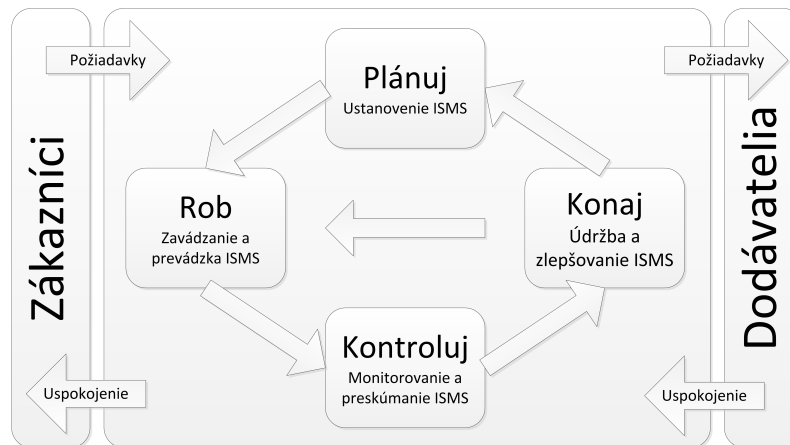 Zákazníci
Požiadavky
Uspokojenie
Plánuj
Ustanovenie ISMS
Rob
Zavádzanie a
prevádzka ISMS
Konaj
Údržba a
zlepšovanie ISMS
Kontroluj
Monitorovanie a
preskúmanie ISMS
Požiadavky
Uspokojenie
Dodávatelia